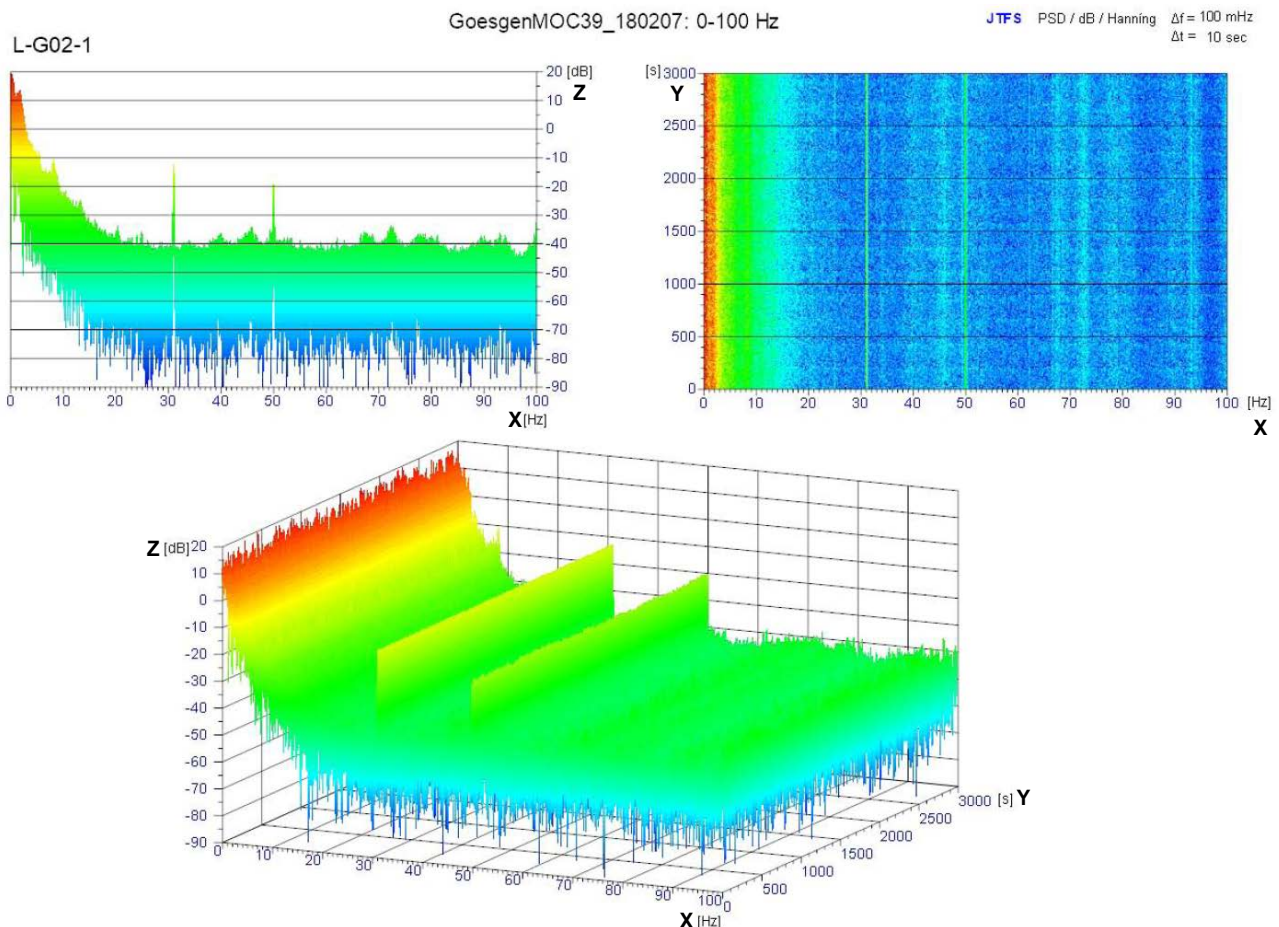 GoesgenMOC39_180207: 0-100 Hz
JTFS PSD / dB / Hanning Δf = 100 mHz
Δt = 10 sec
L-G02-1
20 [dB]
Z
10
0
-10
-20
-30
-40
-50
-60
-70
-80
-90
0 10 20 30 40 50 60 70 80 90 100
X [Hz]
[s] 3000
Y
2500
2000
1500
1000
500
0
0 10 20 30 40 50 60 70 80 90 100 [Hz]
X
Z [dB] 20
10
0
-10
-20
-30
-40
-50
-60
-70
-80
-90
0 10 20 30 40 50 60 70 80 90 100
X [Hz]
0
500
1000
1500
2000
2500
3000 [s] Y